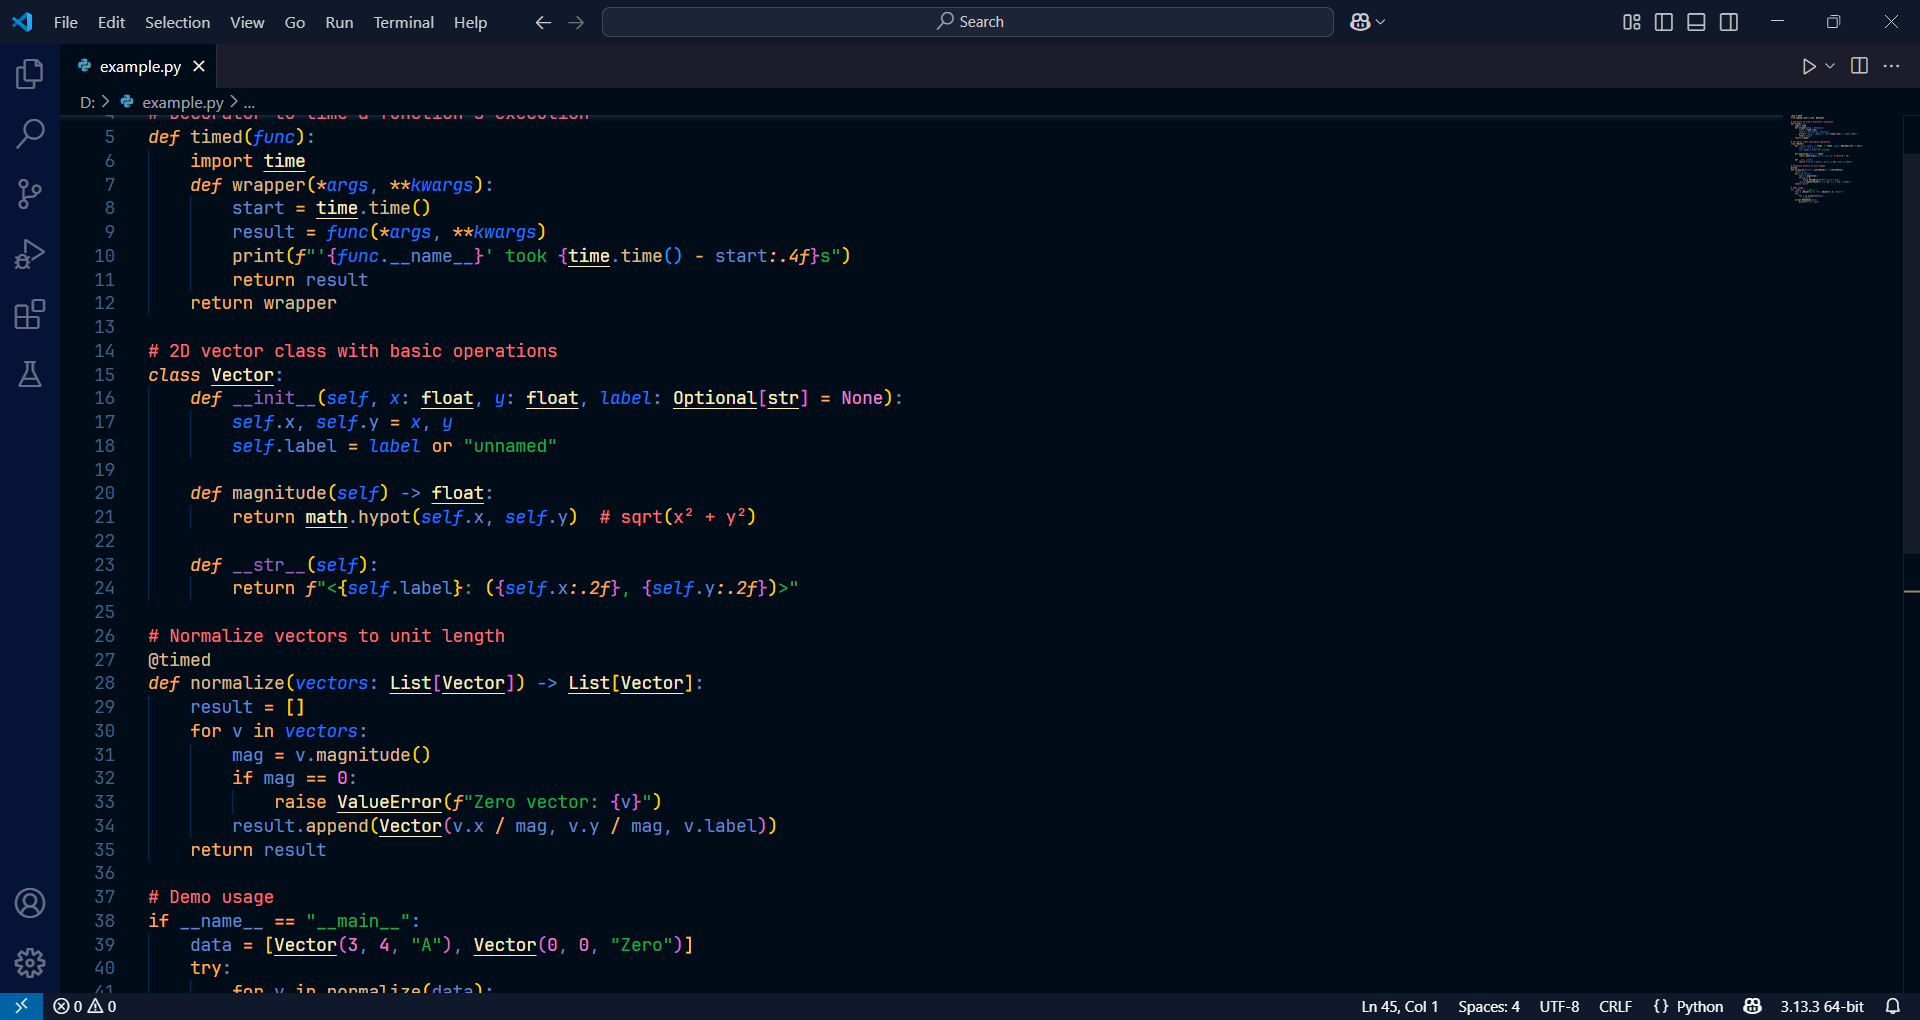 File Edit Selection View Go Run Terminal Help Search
example.py
D: > example.py > ...
4 # Decorator to time a function's execution
5 def timed(func):
6     import time
7     def wrapper(*args, **kwargs):
8         start = time.time()
9         result = func(*args, **kwargs)
10         print(f"'{func.__name__}' took {time.time() - start:.4f}s")
11         return result
12     return wrapper
13
14 # 2D vector class with basic operations
15 class Vector:
16     def __init__(self, x: float, y: float, label: Optional[str] = None):
17         self.x, self.y = x, y
18         self.label = label or "unnamed"
19
20     def magnitude(self) -> float:
21         return math.hypot(self.x, self.y)  # sqrt(x² + y²)
22
23     def __str__(self):
24         return f"<{self.label}: ({self.x:.2f}, {self.y:.2f})>"
25
26 # Normalize vectors to unit length
27 @timed
28 def normalize(vectors: List[Vector]) -> List[Vector]:
29     result = []
30     for v in vectors:
31         mag = v.magnitude()
32         if mag == 0:
33             raise ValueError(f"Zero vector: {v}")
34         result.append(Vector(v.x / mag, v.y / mag, v.label))
35     return result
36
37 # Demo usage
38 if __name__ == "__main__":
39     data = [Vector(3, 4, "A"), Vector(0, 0, "Zero")]
40     try:
41         for v in normalize(data):
0 0 Ln 45, Col 1 Spaces: 4 UTF-8 CRLF {} Python 3.13.3 64-bit